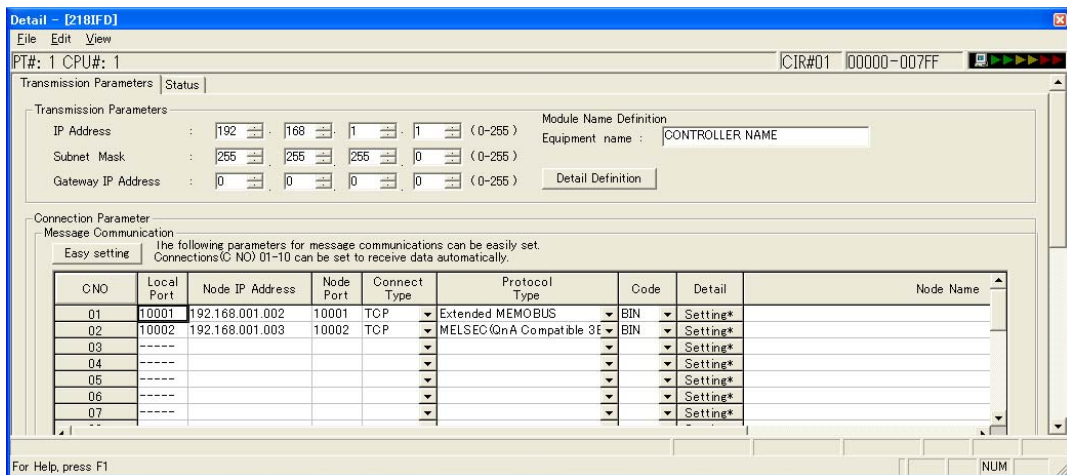 Detail - [218IFD]
File Edit View
PT#: 1 CPU#: 1 CIR#01 00000-007FF
Transmission Parameters Status
Transmission Parameters
IP Address : 192 . 168 . 1 . 1 (0-255)
Subnet Mask : 255 . 255 . 255 . 0 (0-255)
Gateway IP Address : 0 . 0 . 0 . 0 (0-255)
Module Name Definition
Equipment name : CONTROLLER NAME
Detail Definition
Connection Parameter
Message Communication
Easy setting
The following parameters for message communications can be easily set.
Connections(C NO) 01-10 can be set to receive data automatically.
CNO Local Port Node IP Address Node Port Connect Type Protocol Type Code Detail Node Name
01 10001 192.168.001.002 10001 TCP Extended MEMOBUS BIN Setting*
02 10002 192.168.001.003 10002 TCP MELSEC(QnA Compatible 3E BIN Setting*
03 ----- Setting*
04 ----- Setting*
05 ----- Setting*
06 ----- Setting*
07 ----- Setting*
For Help, press F1 NUM